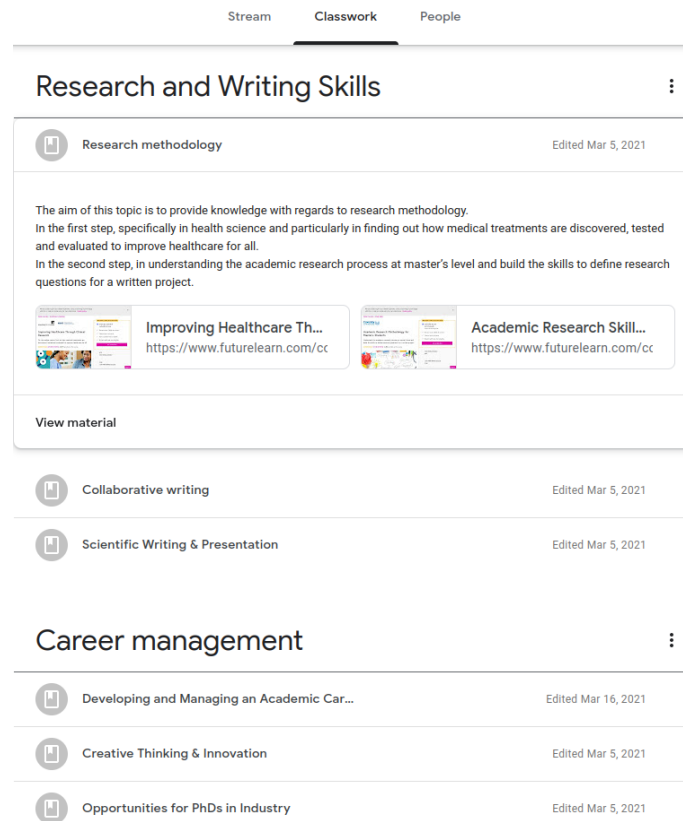 Stream Classwork People
Research and Writing Skills
Research methodology Edited Mar 5, 2021
The aim of this topic is to provide knowledge with regards to research methodology.
In the first step, specifically in health science and particularly in finding out how medical treatments are discovered, tested
and evaluated to improve healthcare for all.
In the second step, in understanding the academic research process at master's level and build the skills to define research
questions for a written project.
Improving Healthcare Th... Academic Research Skill...
https://www.futurelearn.com/cc https://www.futurelearn.com/cc
View material
Collaborative writing Edited Mar 5, 2021
Scientific Writing & Presentation Edited Mar 5, 2021
Career management
Developing and Managing an Academic Car... Edited Mar 16, 2021
Creative Thinking & Innovation Edited Mar 5, 2021
Opportunities for PhDs in Industry Edited Mar 5, 2021